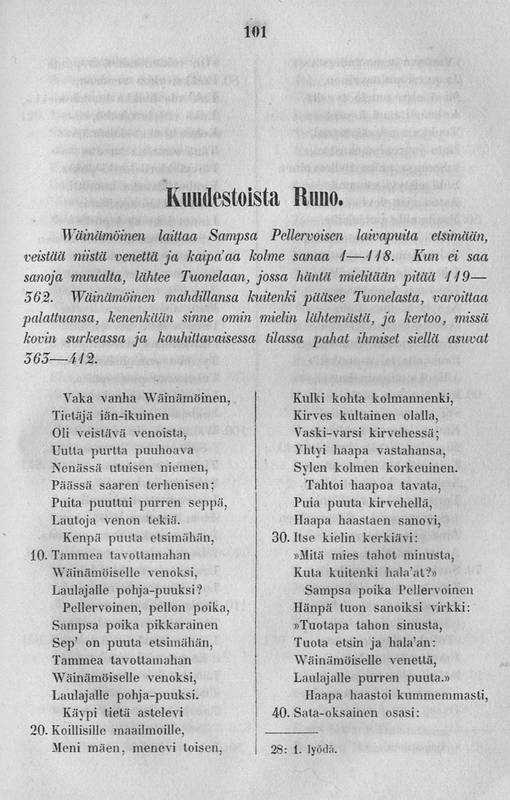 101
Kuudestoista Runo.
Wäinämöinen laittaa Sampsa Pellervoisen laivapuita etsimään,
veistää niistä venettä ja kaipa'aa kolme sanaa 1—118. Kun ei saa
sanoja muualta, lähtee Tuonelaan, jossa häntä mielitään pitää 119—
362. Wäinämöinen mahdillansa kuitenki pääsee Tuonelasta, varoittaa
palattuansa, kenenkään sinne omin mielin lähtemästä, ja kertoo, missä
kovin surkeassa ja kauhittavaisessa tilassa pahat ihmiset siellä asuvat
363—412.
Vaka vanha Wäinämöinen,
Tietäjä iän-ikuinen
Oli veistävä venoista,
Uutta purtta puuhoava
Nenässä utuisen niemen,
Päässä saaren terhenisen;
Puita puuttui purren seppä,
Lautoja venon tekiä.
Kenpä puuta etsimähän,
10. Tammea tavottamahan
Wäinämöiselle venoksi,
Laulajalle pohja-puuksi?
Pellervoinen, pellon poika,
Sampsa poika pikkarainen
Sep' on puuta etsimähän,
Tammea tavottamahan
Wäinämöiselle venoksi,
Laulajalle pohja-puuksi.
Käypi tietä astelevi
20. Koillisille maailmoille,
Meni mäen, menevi toisen,
Kulki kohta kolmannenki,
Kirves kultainen olalla,
Vaski-varsi kirvehessä;
Yhtyi haapa vastahansa,
Sylen kolmen korkeuinen.
Tahtoi haapoa tavata,
Puia puuta kirvehellä,
Haapa haastaen sanovi,
30. Itse kielin kerkiävi:
»Mitä mies tahot minusta,
Kuta kuitenki hala'at?»
Sampsa poika Pellervoinen
Hänpä tuon sanoiksi virkki:
»Tuotapa tahon sinusta,
Tuota etsin ja hala'an:
Wäinämöiselle venettä,
Laulajalle purren puuta.»
Haapa haastoi kummemmasti,
40. Sata-oksainen osasi:
28: 1. lyödä.